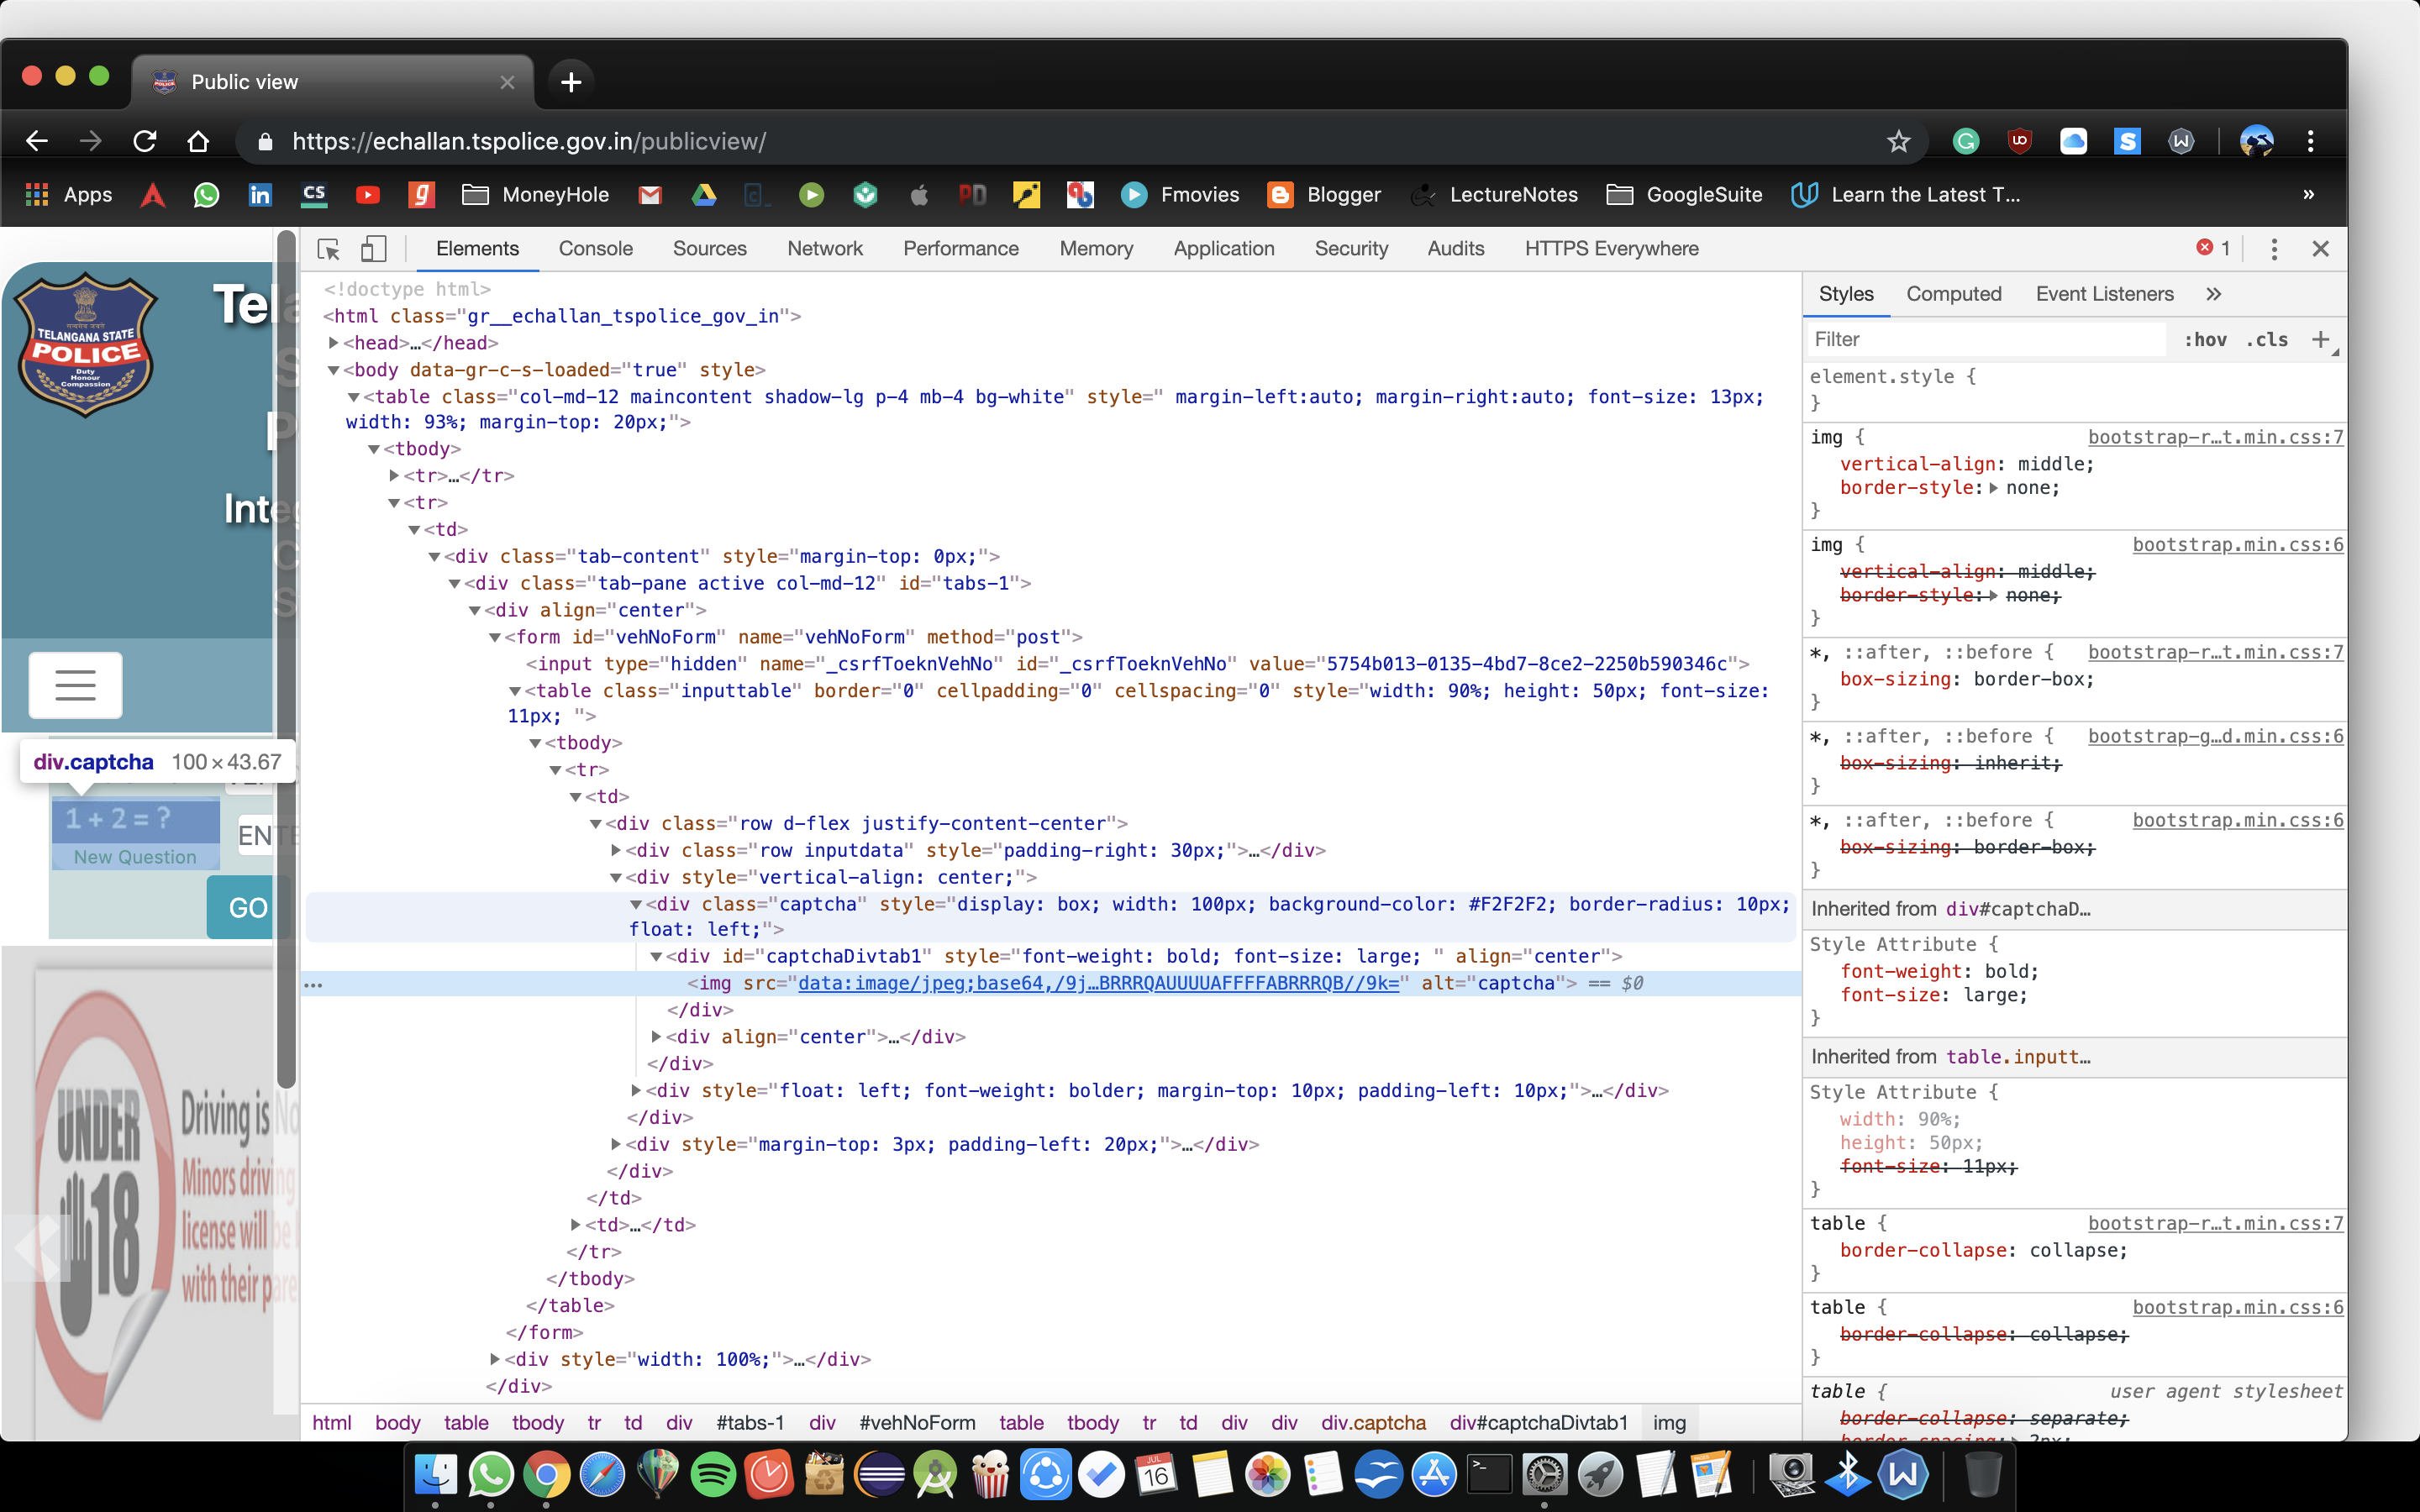 Public view
https://echallan.tspolice.gov.in/publicview/
Apps
MoneyHole
Fmovies
Blogger
LectureNotes
GoogleSuite
Learn the Latest T...
»
Elements Console Sources Network Performance Memory Application Security Audits HTTPS Everywhere 1
TELANGANA STATE
POLICE
Duty
Honour
Compassion
Tela
S
P
Integ
C
S
div.captcha 100 × 43.67
1 + 2 = ?
New Question
ENTE
GO
UNDER
18
Driving is No
Minors driving
license will be
with their pare
<!doctype html>
<html class="gr__echallan_tspolice_gov_in">
<head>…</head>
<body data-gr-c-s-loaded="true" style>
<table class="col-md-12 maincontent shadow-lg p-4 mb-4 bg-white" style=" margin-left:auto; margin-right:auto; font-size: 13px;
width: 93%; margin-top: 20px;">
<tbody>
<tr>…</tr>
<tr>
<td>
<div class="tab-content" style="margin-top: 0px;">
<div class="tab-pane active col-md-12" id="tabs-1">
<div align="center">
<form id="vehNoForm" name="vehNoForm" method="post">
<input type="hidden" name="_csrfToeknVehNo" id="_csrfToeknVehNo" value="5754b013-0135-4bd7-8ce2-2250b590346c">
<table class="inputtable" border="0" cellpadding="0" cellspacing="0" style="width: 90%; height: 50px; font-size:
11px; ">
<tbody>
<tr>
<td>
<div class="row d-flex justify-content-center">
<div class="row inputdata" style="padding-right: 30px;">…</div>
<div style="vertical-align: center;">
<div class="captcha" style="display: box; width: 100px; background-color: #F2F2F2; border-radius: 10px;
float: left;">
<div id="captchaDivtab1" style="font-weight: bold; font-size: large; " align="center">
… <img src="data:image/jpeg;base64,/9j…BRRRQAUUUUAFFFFABRRRQB//9k=" alt="captcha"> == $0
</div>
<div align="center">…</div>
</div>
<div style="float: left; font-weight: bolder; margin-top: 10px; padding-left: 10px;">…</div>
</div>
<div style="margin-top: 3px; padding-left: 20px;">…</div>
</div>
</td>
<td>…</td>
</tr>
</tbody>
</table>
</form>
<div style="width: 100%;">…</div>
</div>
html body table tbody tr td div #tabs-1 div #vehNoForm table tbody tr td div div div.captcha div#captchaDivtab1 img
Styles Computed Event Listeners »
Filter :hov .cls +
element.style {
}
img { bootstrap-r…t.min.css:7
vertical-align: middle;
border-style: none;
}
img { bootstrap.min.css:6
vertical-align: middle;
border-style: none;
}
*, ::after, ::before { bootstrap-r…t.min.css:7
box-sizing: border-box;
}
*, ::after, ::before { bootstrap-g…d.min.css:6
box-sizing: inherit;
}
*, ::after, ::before { bootstrap.min.css:6
box-sizing: border-box;
}
Inherited from div#captchaD…
Style Attribute {
font-weight: bold;
font-size: large;
}
Inherited from table.inputt…
Style Attribute {
width: 90%;
height: 50px;
font-size: 11px;
}
table { bootstrap-r…t.min.css:7
border-collapse: collapse;
}
table { bootstrap.min.css:6
border-collapse: collapse;
}
table { user agent stylesheet
border-collapse: separate;
border-spacing: 2px;
JUL
16